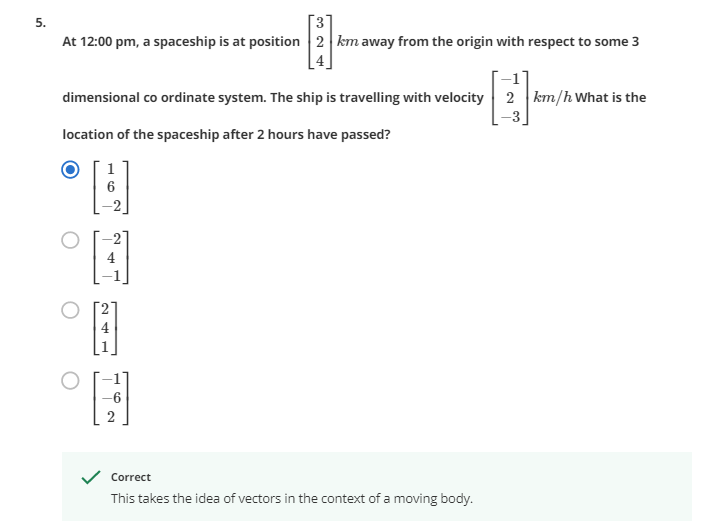 5.
At 12:00 pm, a spaceship is at position [3 2 4] km away from the origin with respect to some 3
dimensional co ordinate system. The ship is travelling with velocity [−1 2 −3] km/h What is the
location of the spaceship after 2 hours have passed?
[1 6 −2]
[−2 4 −1]
[2 4 1]
[−1 −6 2]
Correct
This takes the idea of vectors in the context of a moving body.